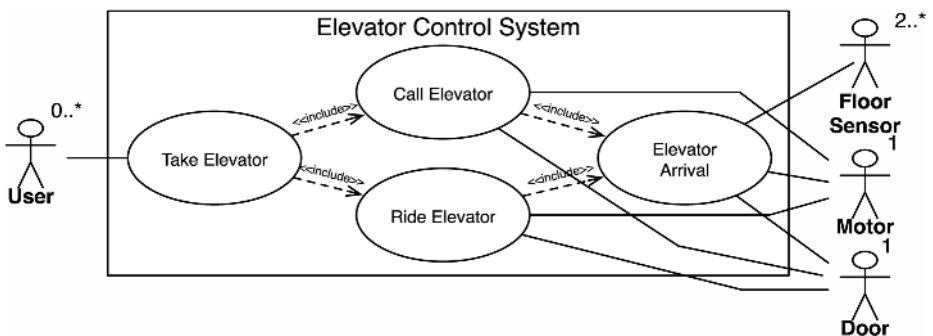 Elevator Control System
2..*
0..*
User
Take Elevator
Call Elevator
Ride Elevator
<<include>>
<<include>>
<<include>>
<<include>>
Elevator
Arrival
Floor
Sensor
1
Motor
1
Door